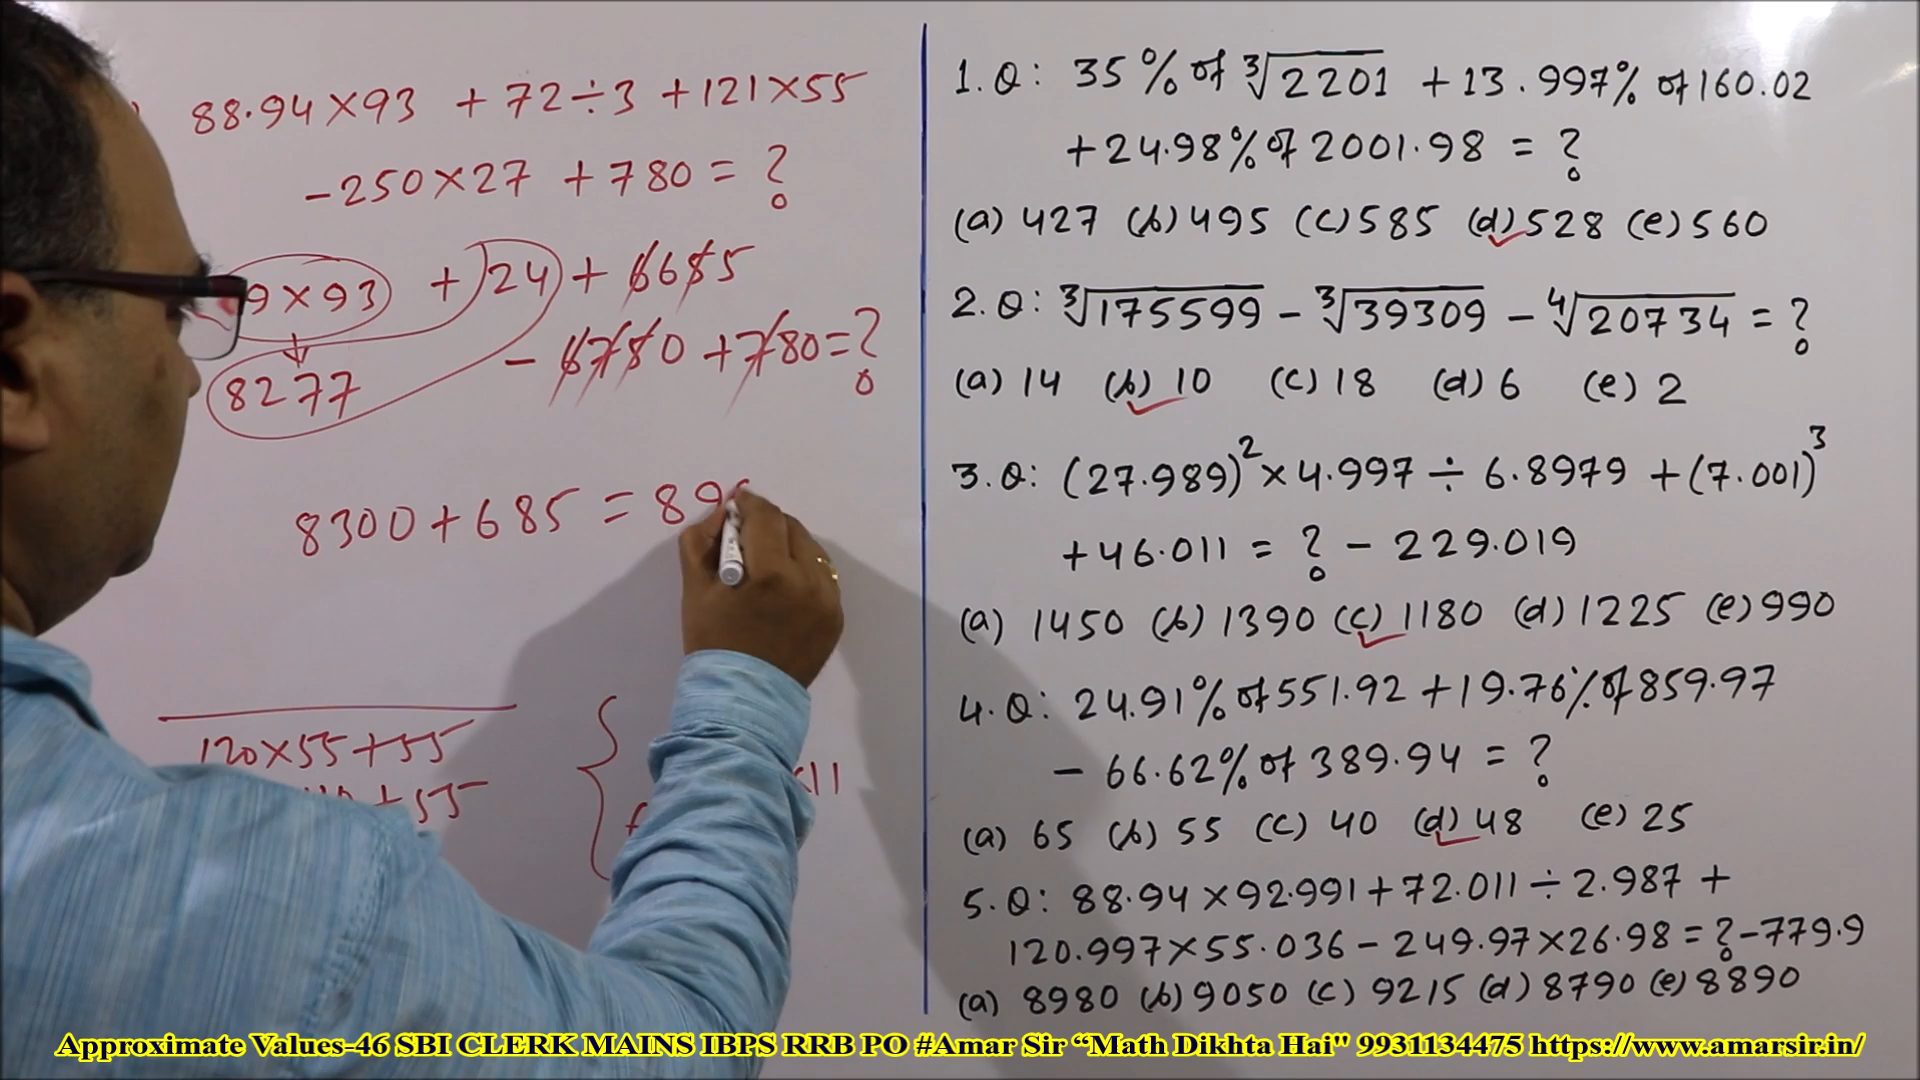 88.94×93 + 72÷3 + 121×55
-250×27 + 780 = ?
9×93 + 24 + 6655
- 6750 + 780 = ?
8277
8300 + 685 = 89
120×55+55
+55
×11
1.Q: 35% of ∛2201 + 13.997% of 160.02
+24.98% of 2001.98 = ?
(a) 427 (b) 495 (c) 585 (d) 528 (e) 560
2.Q: ∛175599 - ∛39309 - ∜20734 = ?
(a) 14 (b) 10 (c) 18 (d) 6 (e) 2
3.Q: (27.989)² × 4.997 ÷ 6.8979 + (7.001)³
+46.011 = ? - 229.019
(a) 1450 (b) 1390 (c) 1180 (d) 1225 (e) 990
4.Q: 24.91% of 551.92 + 19.76% of 859.97
- 66.62% of 389.94 = ?
(a) 65 (b) 55 (c) 40 (d) 48 (e) 25
5.Q: 88.94 × 92.991 + 72.011 ÷ 2.987 +
120.997×55.036 - 249.97×26.98 = ? - 779.9
(a) 8980 (b) 9050 (c) 9215 (d) 8790 (e) 8890
Approximate Values-46 SBI CLERK MAINS IBPS RRB PO #Amar Sir “Math Dikhta Hai" 9931134475 https://www.amarsir.in/